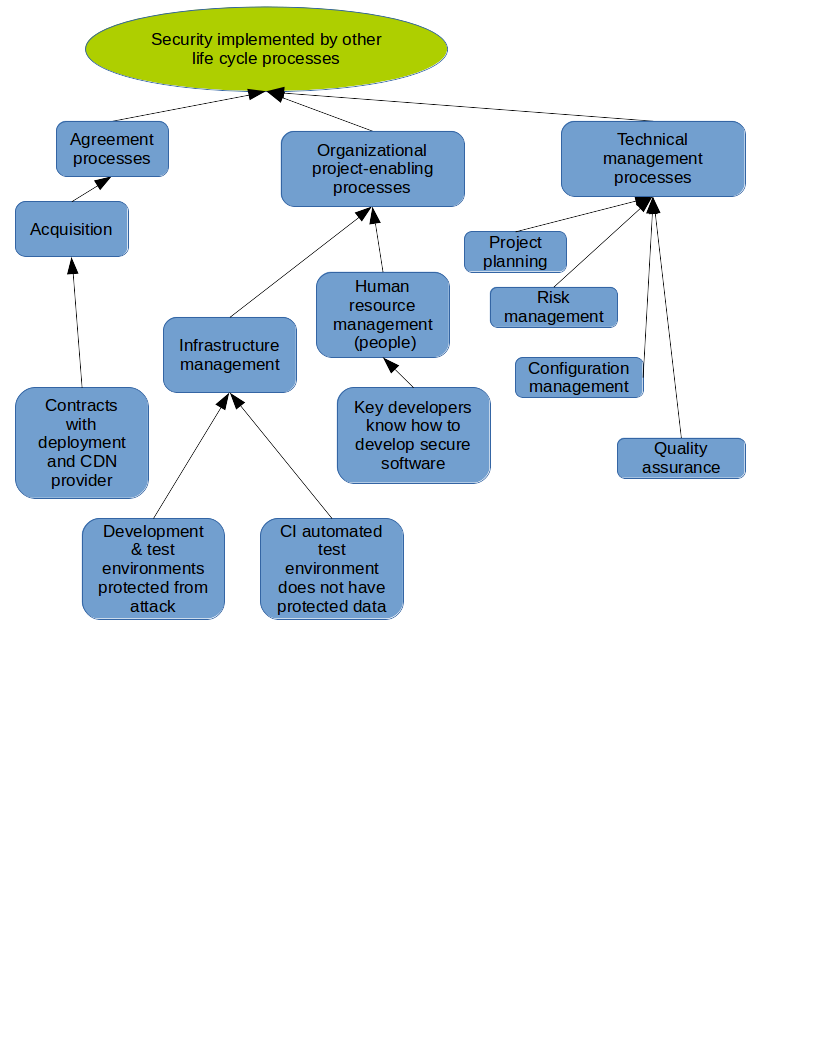 Security implemented by other
life cycle processes
Agreement
processes
Organizational
project-enabling
processes
Technical
management
processes
Acquisition
Project
planning
Risk
management
Human
resource
management
(people)
Infrastructure
management
Configuration
management
Contracts
with
deployment
and CDN
provider
Key developers
know how to
develop secure
software
Quality
assurance
Development
& test
environments
protected from
attack
CI automated
test
environment
does not have
protected data